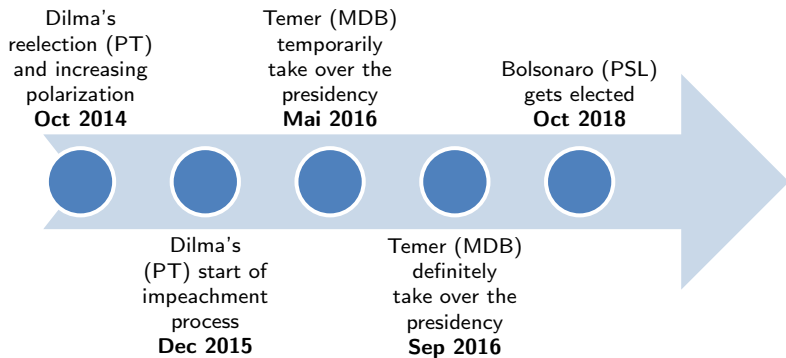 Dilma's
reelection (PT)
and increasing
polarization
Oct 2014
Dilma's
(PT) start of
impeachment
process
Dec 2015
Temer (MDB)
temporarily
take over the
presidency
Mai 2016
Temer (MDB)
definitely
take over the
presidency
Sep 2016
Bolsonaro (PSL)
gets elected
Oct 2018